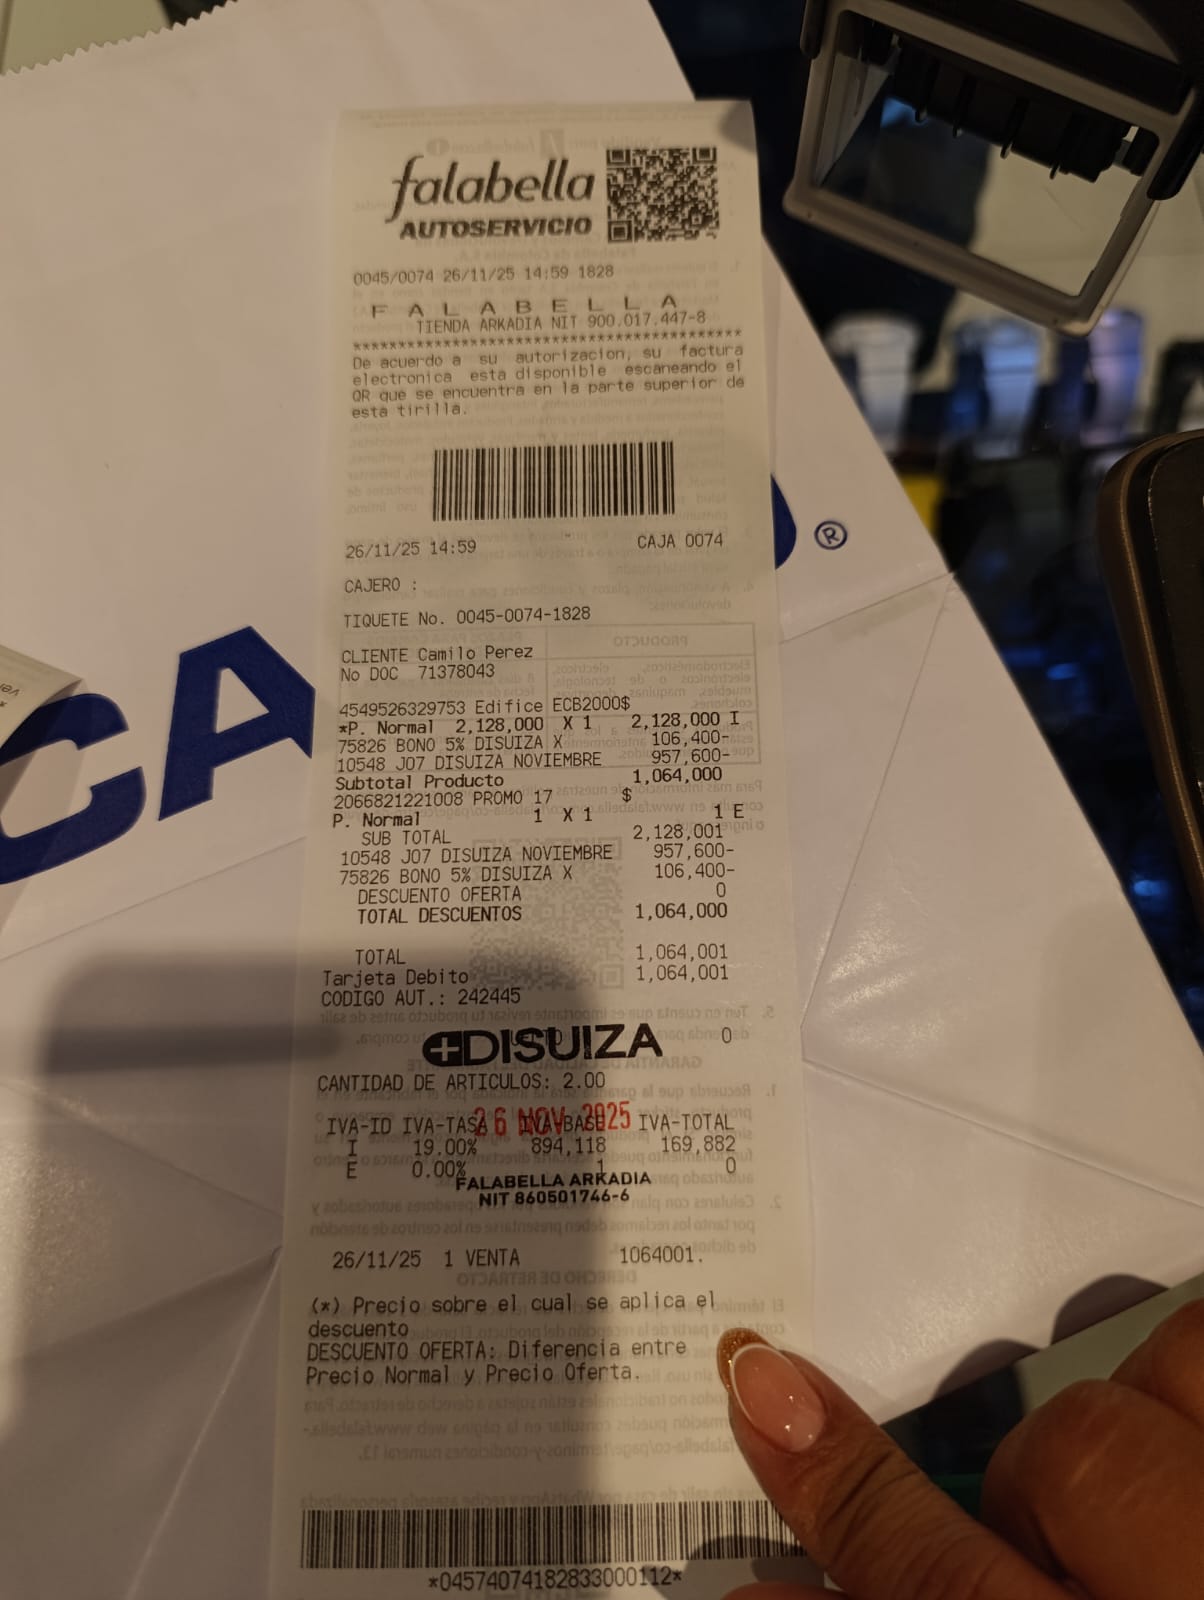 falabella
AUTOSERVICIO
0045/0074 26/11/25 14:59 1828
F A L A B E L L A
TIENDA ARKADIA NIT 900.017.447-8
*****************************************
De acuerdo a su autorizacion, su factura
electronica esta disponible escaneando el
QR que se encuentra en la parte superior de
esta tirilla.
26/11/25 14:59 CAJA 0074
CAJERO :
TIQUETE No. 0045-0074-1828
CLIENTE Camilo Perez
No DOC 71378043
4549526329753 Edifice ECB2000$
*P. Normal 2,128,000 X 1 2,128,000 I
75826 BONO 5% DISUIZA X 106,400-
10548 J07 DISUIZA NOVIEMBRE 957,600-
Subtotal Producto 1,064,000
2066821221008 PROMO 17 $
P. Normal 1 X 1 1 E
SUB TOTAL 2,128,001
10548 J07 DISUIZA NOVIEMBRE 957,600-
75826 BONO 5% DISUIZA X 106,400-
DESCUENTO OFERTA 0
TOTAL DESCUENTOS 1,064,000
TOTAL 1,064,001
Tarjeta Debito 1,064,001
CODIGO AUT.: 242445
DISUIZA 0
CANTIDAD DE ARTICULOS: 2.00
26 NOV 2025
IVA-ID IVA-TASA IVA-BASE IVA-TOTAL
I 19.00% 894,118 169,882
E 0.00% 1 0
FALABELLA ARKADIA
NIT 860501746-6
26/11/25 1 VENTA 1064001.
(*) Precio sobre el cual se aplica el
descuento
DESCUENTO OFERTA: Diferencia entre
Precio Normal y Precio Oferta.
*04574074182833000112*
CA
®